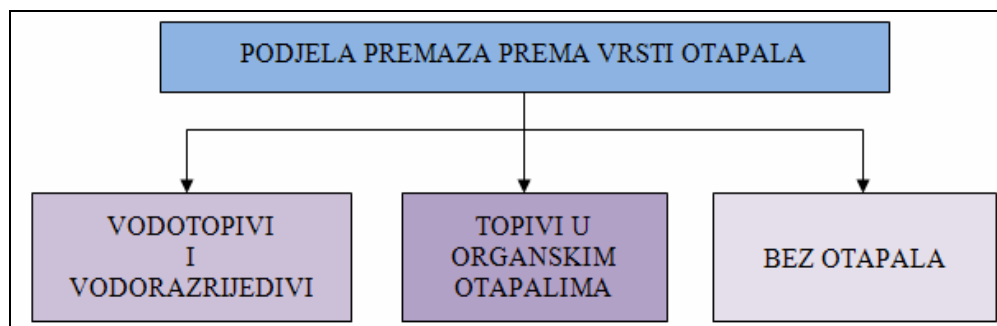 PODJELA PREMAZA PREMA VRSTI OTAPALA
VODOTOPIVI
I
VODORAZRIJEDIVI
TOPIVI U
ORGANSKIM
OTAPALIMA
BEZ OTAPALA